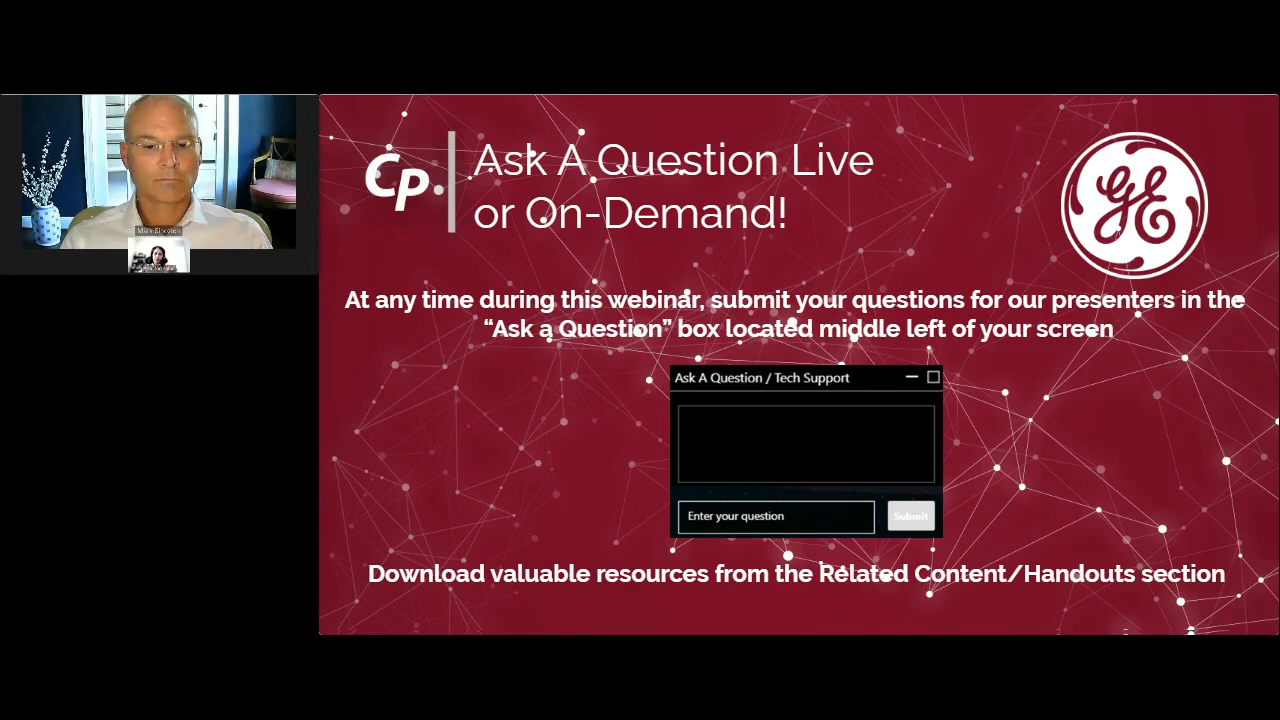 CP.
Ask A Question Live
or On-Demand!
GE
At any time during this webinar, submit your questions for our presenters in the
“Ask a Question” box located middle left of your screen
Ask A Question / Tech Support
Enter your question
Submit
Download valuable resources from the Related Content/Handouts section
Mark